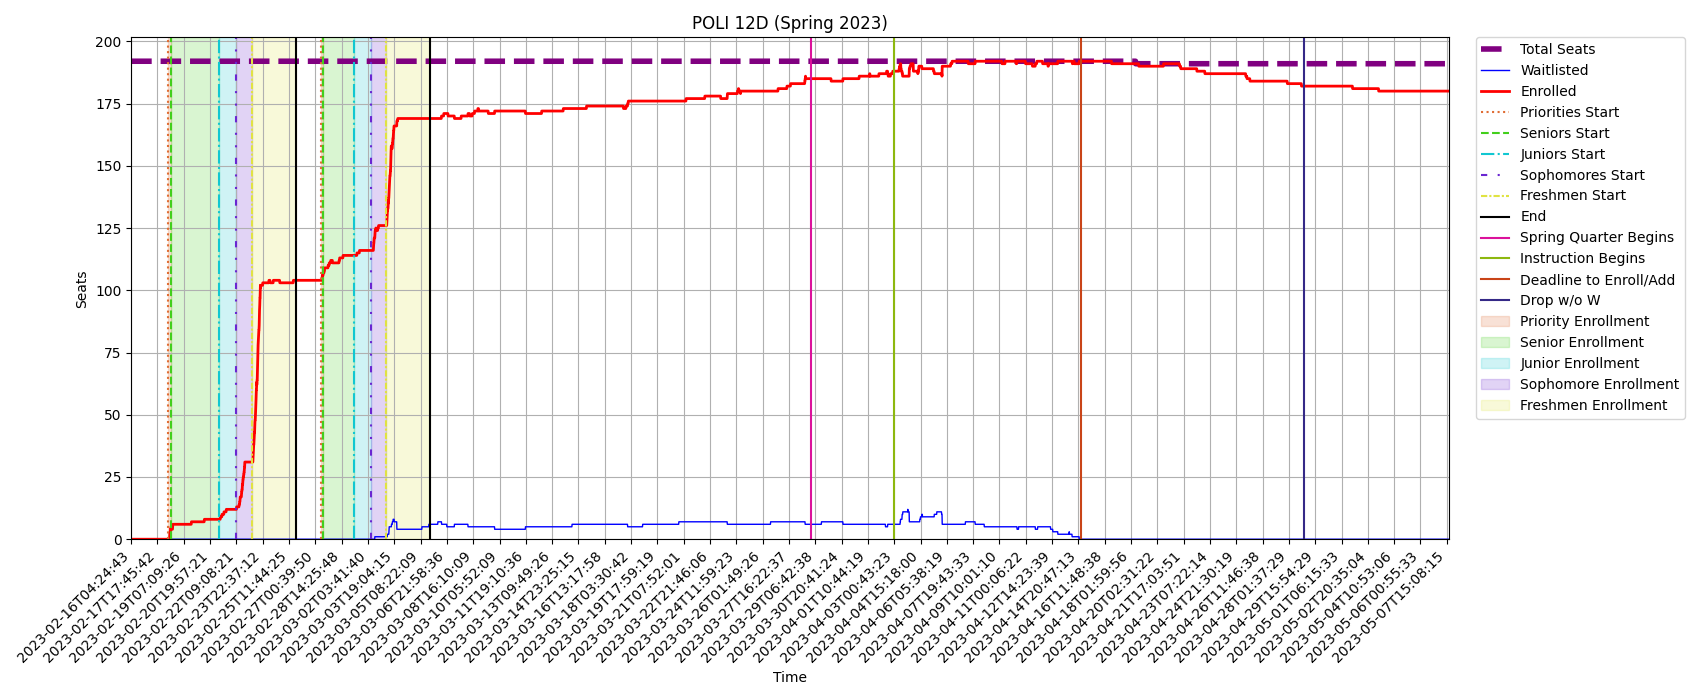 POLI 12D (Spring 2023)
200
175
150
125
100
75
50
25
0
Seats
2023-02-16T04:24:43
2023-02-17T17:45:42
2023-02-19T07:09:26
2023-02-20T19:57:21
2023-02-22T09:08:21
2023-02-23T22:37:12
2023-02-25T11:44:25
2023-02-27T00:39:50
2023-02-28T14:25:48
2023-03-02T03:41:40
2023-03-03T19:04:15
2023-03-05T08:22:09
2023-03-06T21:58:36
2023-03-08T16:10:09
2023-03-10T05:52:09
2023-03-11T19:10:36
2023-03-13T09:49:26
2023-03-14T23:25:15
2023-03-16T13:17:58
2023-03-18T03:30:42
2023-03-19T17:59:19
2023-03-21T07:52:01
2023-03-22T21:46:06
2023-03-24T11:59:23
2023-03-26T01:49:26
2023-03-27T16:22:37
2023-03-29T06:42:38
2023-03-30T20:41:24
2023-04-01T10:44:19
2023-04-03T00:43:23
2023-04-04T15:18:00
2023-04-06T05:38:19
2023-04-07T19:43:33
2023-04-09T10:01:10
2023-04-11T00:06:22
2023-04-12T14:23:39
2023-04-14T20:47:13
2023-04-16T11:48:38
2023-04-18T01:59:56
2023-04-20T02:31:22
2023-04-21T17:03:51
2023-04-23T07:22:14
2023-04-24T21:30:19
2023-04-26T11:46:38
2023-04-28T01:37:29
2023-04-29T15:54:29
2023-05-01T06:15:33
2023-05-02T20:35:04
2023-05-04T10:53:06
2023-05-06T00:55:33
2023-05-07T15:08:15
Time
Total Seats
Waitlisted
Enrolled
Priorities Start
Seniors Start
Juniors Start
Sophomores Start
Freshmen Start
End
Spring Quarter Begins
Instruction Begins
Deadline to Enroll/Add
Drop w/o W
Priority Enrollment
Senior Enrollment
Junior Enrollment
Sophomore Enrollment
Freshmen Enrollment